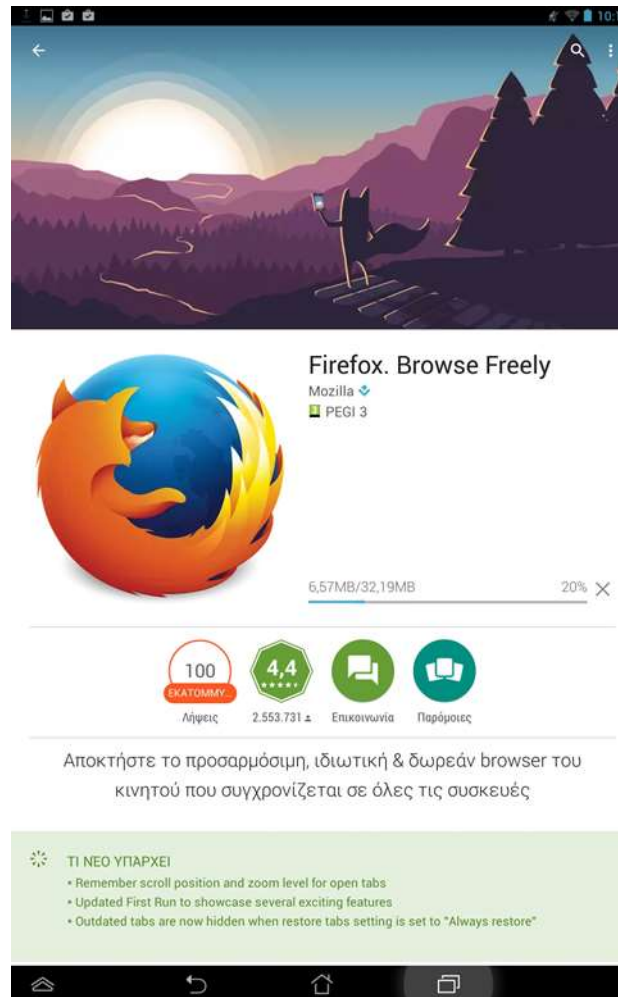 Firefox. Browse Freely
Mozilla
3 PEGI 3
6,57MB/32,19MB 20%
100
ΕΚΑΤΟΜΜΥ...
4,4
Λήψεις
2.553.731
Επικοινωνία
Παρόμοιες
Αποκτήστε το προσαρμόσιμη, ιδιωτική & δωρεάν browser του
κινητού που συγχρονίζεται σε όλες τις συσκευές
ΤΙ ΝΕΟ ΥΠΑΡΧΕΙ
• Remember scroll position and zoom level for open tabs
• Updated First Run to showcase several exciting features
• Outdated tabs are now hidden when restore tabs setting is set to "Always restore"